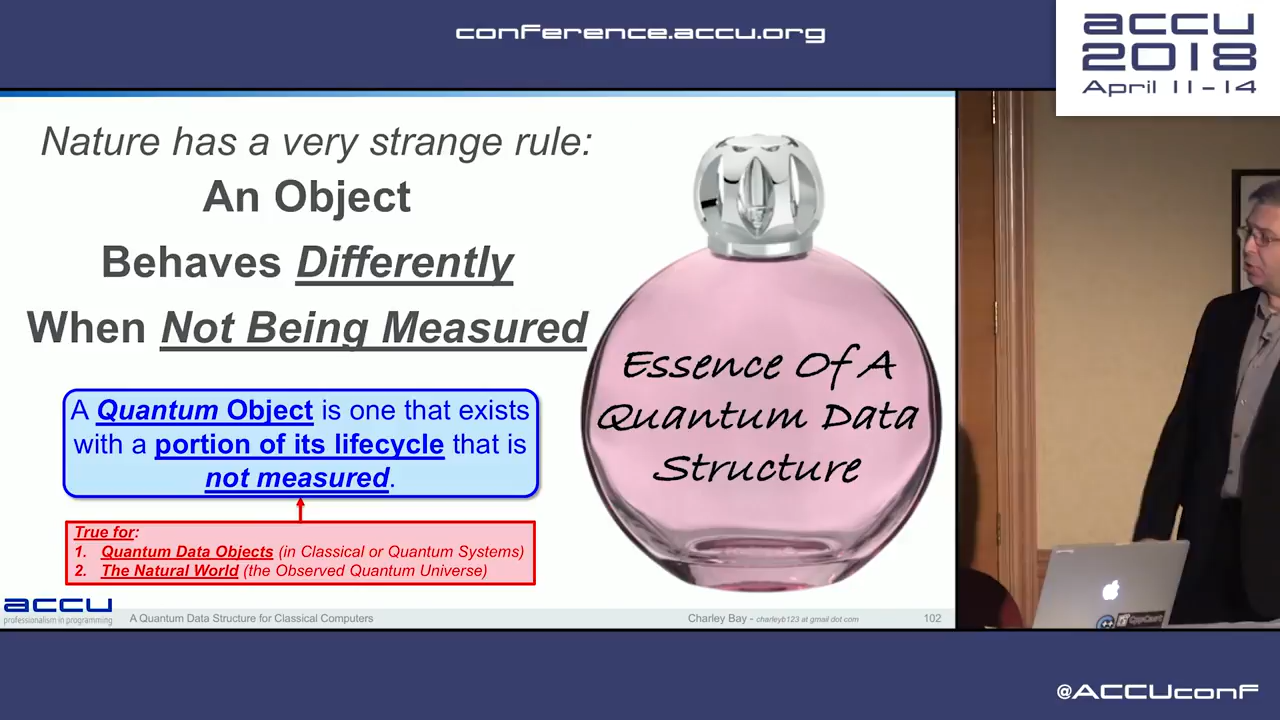 conference.accu.org
accu
2018
April 11-14
Nature has a very strange rule:
An Object
Behaves Differently
When Not Being Measured
A Quantum Object is one that exists
with a portion of its lifecycle that is
not measured.
True for:
1. Quantum Data Objects (in Classical or Quantum Systems)
2. The Natural World (the Observed Quantum Universe)
Essence Of A
Quantum Data
Structure
accu
professionalism in programming
A Quantum Data Structure for Classical Computers
Charley Bay - charleyb123 at gmail dot com
102
@ACCUconf